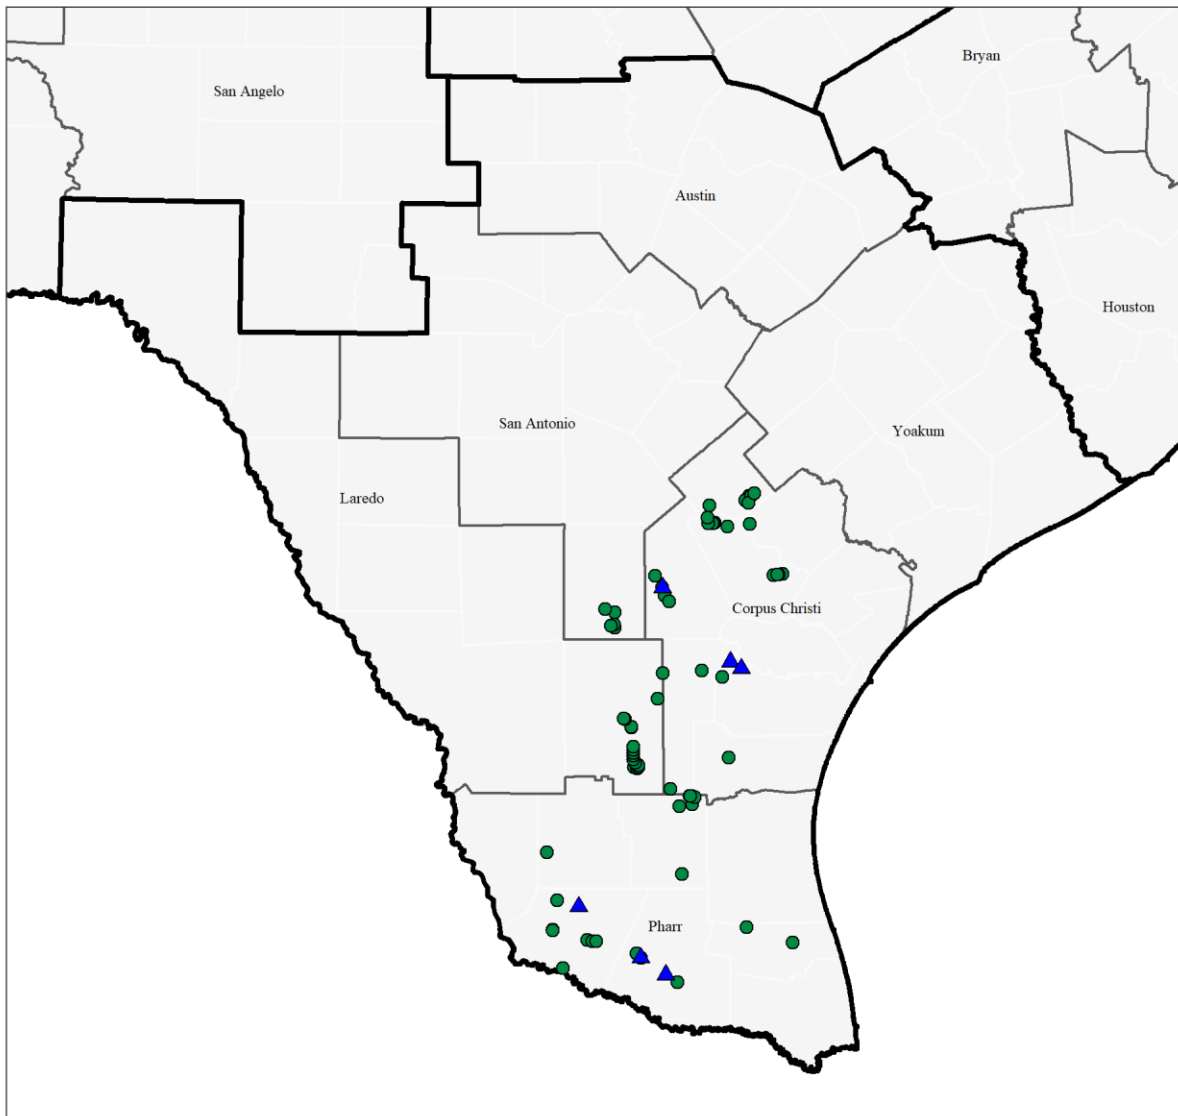 Bryan
San Angelo
Austin
Houston
San Antonio
Yoakum
Laredo
Corpus Christi
Pharr